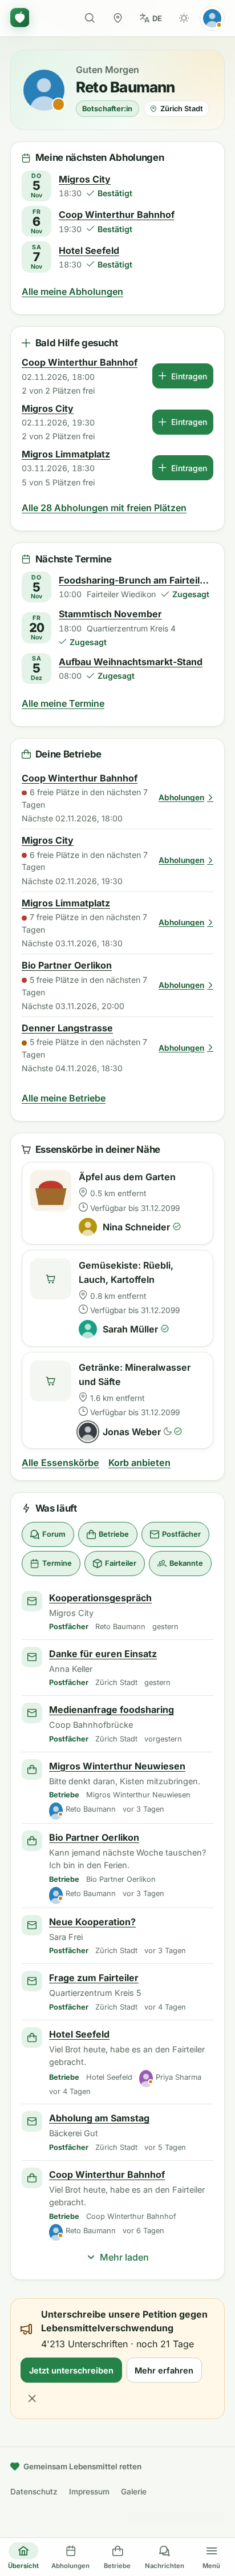 DE
Guten Morgen
Reto Baumann
Botschafter:in Zürich Stadt
Meine nächsten Abholungen
DO
5
Nov
Migros City
18:30 Bestätigt
FR
6
Nov
Coop Winterthur Bahnhof
19:30 Bestätigt
SA
7
Nov
Hotel Seefeld
18:30 Bestätigt
Alle meine Abholungen
Bald Hilfe gesucht
Coop Winterthur Bahnhof
02.11.2026, 18:00
2 von 2 Plätzen frei
Eintragen
Migros City
02.11.2026, 19:30
2 von 2 Plätzen frei
Eintragen
Migros Limmatplatz
03.11.2026, 18:30
5 von 5 Plätzen frei
Eintragen
Alle 28 Abholungen mit freien Plätzen
Nächste Termine
DO
5
Nov
Foodsharing-Brunch am Fairteil...
10:00 Fairteiler Wiedikon Zugesagt
FR
20
Nov
Stammtisch November
18:00 Quartierzentrum Kreis 4
Zugesagt
SA
5
Dez
Aufbau Weihnachtsmarkt-Stand
08:00 Zugesagt
Alle meine Termine
Deine Betriebe
Coop Winterthur Bahnhof
6 freie Plätze in den nächsten 7
Tagen
Nächste 02.11.2026, 18:00
Abholungen
Migros City
6 freie Plätze in den nächsten 7
Tagen
Nächste 02.11.2026, 19:30
Abholungen
Migros Limmatplatz
7 freie Plätze in den nächsten 7
Tagen
Nächste 03.11.2026, 18:30
Abholungen
Bio Partner Oerlikon
5 freie Plätze in den nächsten 7
Tagen
Nächste 03.11.2026, 20:00
Abholungen
Denner Langstrasse
5 freie Plätze in den nächsten 7
Tagen
Nächste 04.11.2026, 18:30
Abholungen
Alle meine Betriebe
Essenskörbe in deiner Nähe
Äpfel aus dem Garten
0.5 km entfernt
Verfügbar bis 31.12.2099
Nina Schneider
Gemüsekiste: Rüebli,
Lauch, Kartoffeln
0.8 km entfernt
Verfügbar bis 31.12.2099
Sarah Müller
Getränke: Mineralwasser
und Säfte
1.6 km entfernt
Verfügbar bis 31.12.2099
Jonas Weber
Alle Essenskörbe Korb anbieten
Was läuft
Forum Betriebe Postfächer
Termine Fairteiler Bekannte
Kooperationsgespräch
Migros City
Postfächer Reto Baumann gestern
Danke für euren Einsatz
Anna Keller
Postfächer Zürich Stadt gestern
Medienanfrage foodsharing
Coop Bahnhofbrücke
Postfächer Zürich Stadt vorgestern
Migros Winterthur Neuwiesen
Bitte denkt daran, Kisten mitzubringen.
Betriebe Migros Winterthur Neuwiesen
Reto Baumann vor 3 Tagen
Bio Partner Oerlikon
Kann jemand nächste Woche tauschen?
Ich bin in den Ferien.
Betriebe Bio Partner Oerlikon
Reto Baumann vor 3 Tagen
Neue Kooperation?
Sara Frei
Postfächer Zürich Stadt vor 3 Tagen
Frage zum Fairteiler
Quartierzentrum Kreis 5
Postfächer Zürich Stadt vor 4 Tagen
Hotel Seefeld
Viel Brot heute, habe es an den Fairteiler
gebracht.
Betriebe Hotel Seefeld Priya Sharma
vor 4 Tagen
Abholung am Samstag
Bäckerei Gut
Postfächer Zürich Stadt vor 5 Tagen
Coop Winterthur Bahnhof
Viel Brot heute, habe es an den Fairteiler
gebracht.
Betriebe Coop Winterthur Bahnhof
Reto Baumann vor 6 Tagen
Mehr laden
Unterschreibe unsere Petition gegen
Lebensmittelverschwendung
4'213 Unterschriften · noch 21 Tage
Jetzt unterschreiben Mehr erfahren
Gemeinsam Lebensmittel retten
Datenschutz Impressum Galerie
Übersicht Abholungen Betriebe Nachrichten Menü